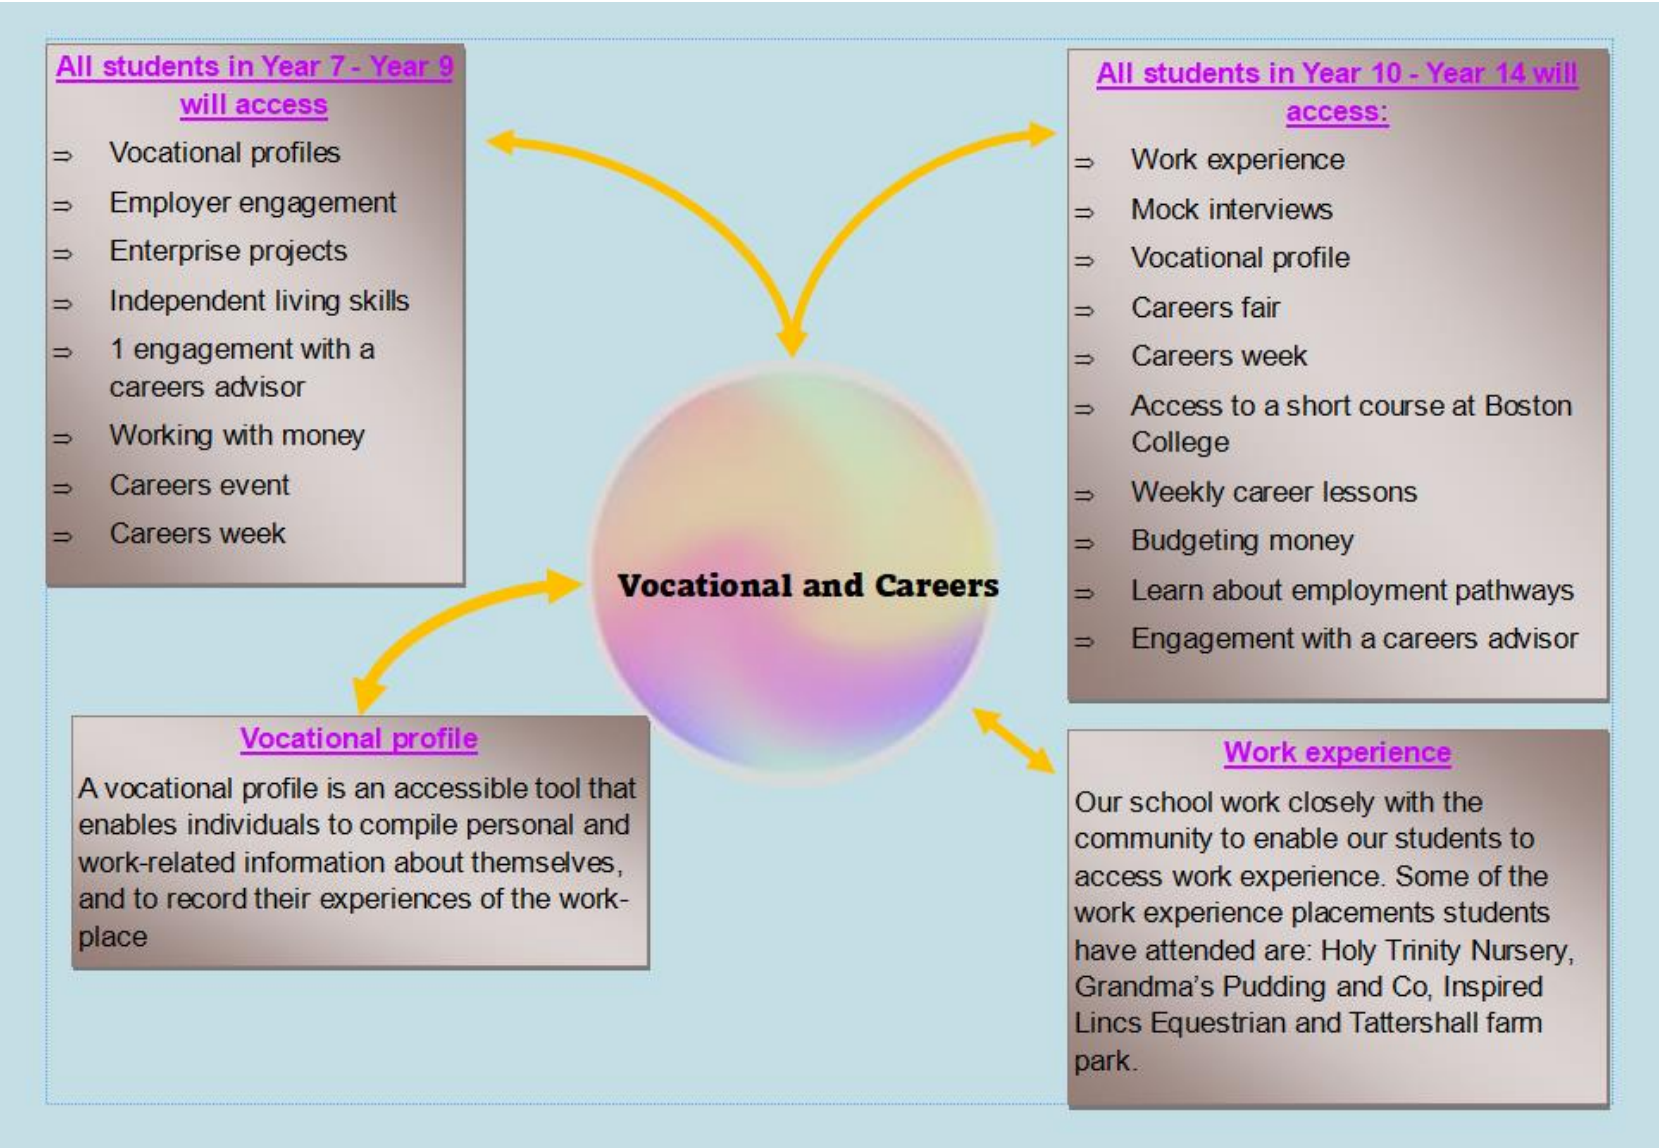 All students in Year 7 - Year 9
will access
⇒ Vocational profiles
⇒ Employer engagement
⇒ Enterprise projects
⇒ Independent living skills
⇒ 1 engagement with a
careers advisor
⇒ Working with money
⇒ Careers event
⇒ Careers week
All students in Year 10 - Year 14 will
access:
⇒ Work experience
⇒ Mock interviews
⇒ Vocational profile
⇒ Careers fair
⇒ Careers week
⇒ Access to a short course at Boston
College
⇒ Weekly career lessons
⇒ Budgeting money
⇒ Learn about employment pathways
⇒ Engagement with a careers advisor
Vocational and Careers
Vocational profile
A vocational profile is an accessible tool that
enables individuals to compile personal and
work-related information about themselves,
and to record their experiences of the work-
place
Work experience
Our school work closely with the
community to enable our students to
access work experience. Some of the
work experience placements students
have attended are: Holy Trinity Nursery,
Grandma's Pudding and Co, Inspired
Lincs Equestrian and Tattershall farm
park.